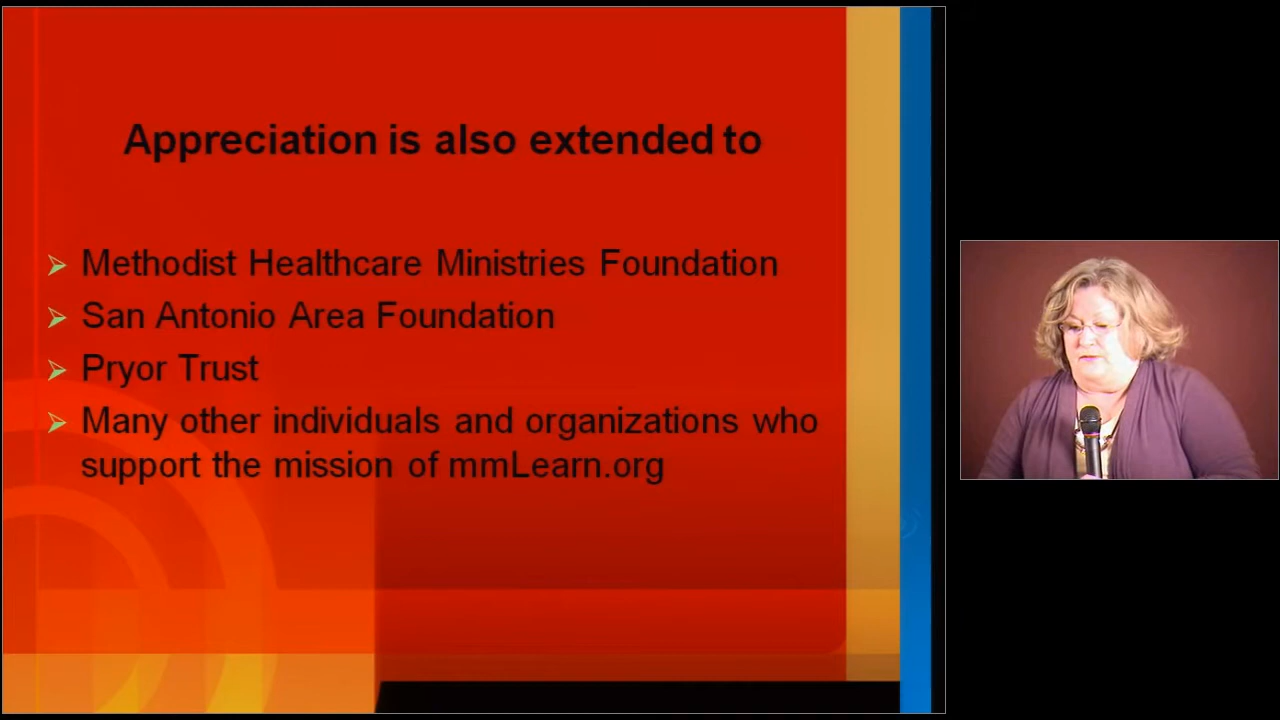 Appreciation is also extended to
Methodist Healthcare Ministries Foundation
San Antonio Area Foundation
Pryor Trust
Many other individuals and organizations who
support the mission of mmLearn.org